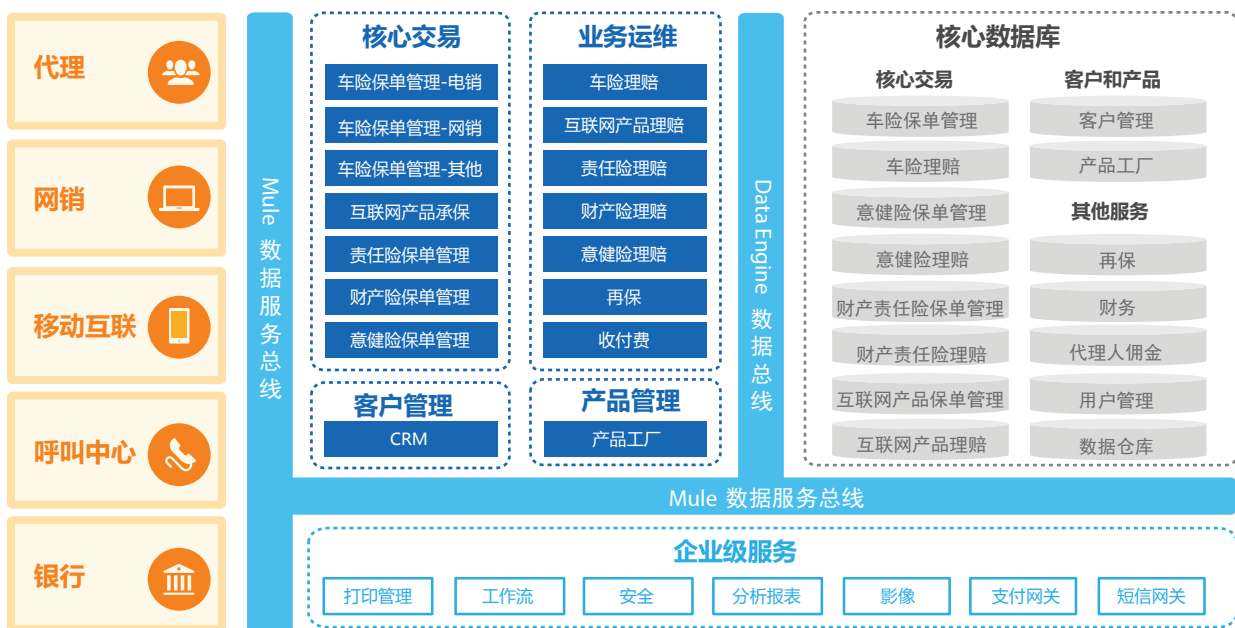 代理
网销
移动互联
呼叫中心
银行
Mule 数据服务总线
核心交易
车险保单管理-电销
车险保单管理-网销
车险保单管理-其他
互联网产品承保
责任险保单管理
财产险保单管理
意健险保单管理
业务运维
车险理赔
互联网产品理赔
责任险理赔
财产险理赔
意健险理赔
再保
收付费
客户管理
CRM
产品管理
产品工厂
Data Engine 数据总线
核心数据库
核心交易
车险保单管理
车险理赔
意健险保单管理
意健险理赔
财产责任险保单管理
财产责任险理赔
互联网产品保单管理
互联网产品理赔
客户和产品
客户管理
产品工厂
其他服务
再保
财务
代理人佣金
用户管理
数据仓库
Mule 数据服务总线
企业级服务
打印管理
工作流
安全
分析报表
影像
支付网关
短信网关